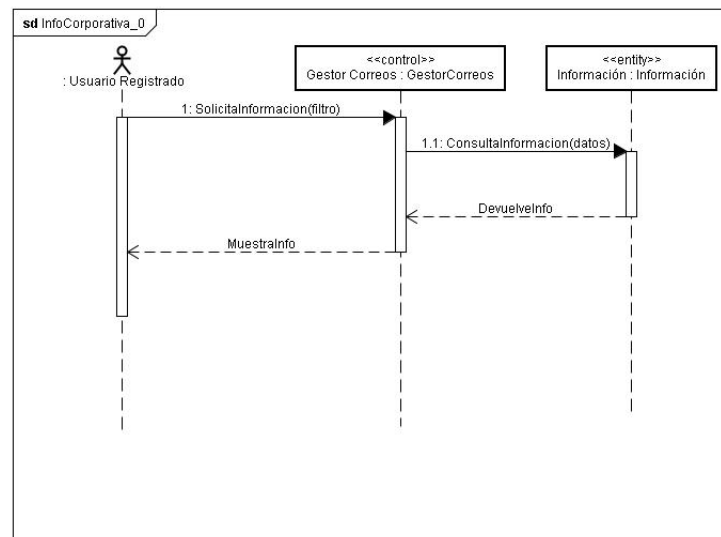 sd InfoCorporativa_0
: Usuario Registrado
<<control>>
Gestor Correos : GestorCorreos
<<entity>>
Información : Información
1: SolicitaInformacion(filtro)
1.1: ConsultaInformacion(datos)
DevuelveInfo
MuestraInfo